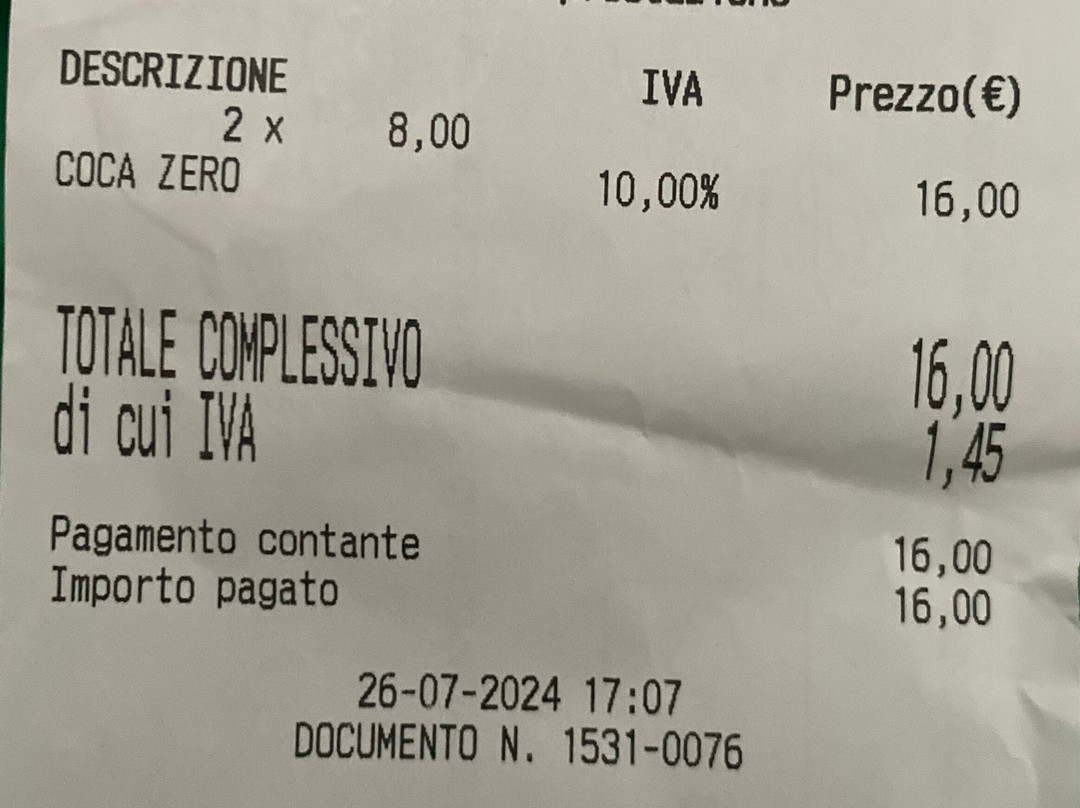 DESCRIZIONE IVA Prezzo(€)
2 x 8,00
COCA ZERO 10,00% 16,00
TOTALE COMPLESSIVO 16,00
di cui IVA 1,45
Pagamento contante 16,00
Importo pagato 16,00
26-07-2024 17:07
DOCUMENTO N. 1531-0076